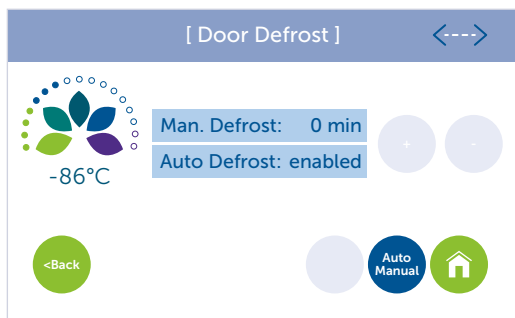 [ Door Defrost ]
<---->
Man. Defrost: 0 min
Auto Defrost: enabled
+ -
-86°C
<Back
Auto
Manual